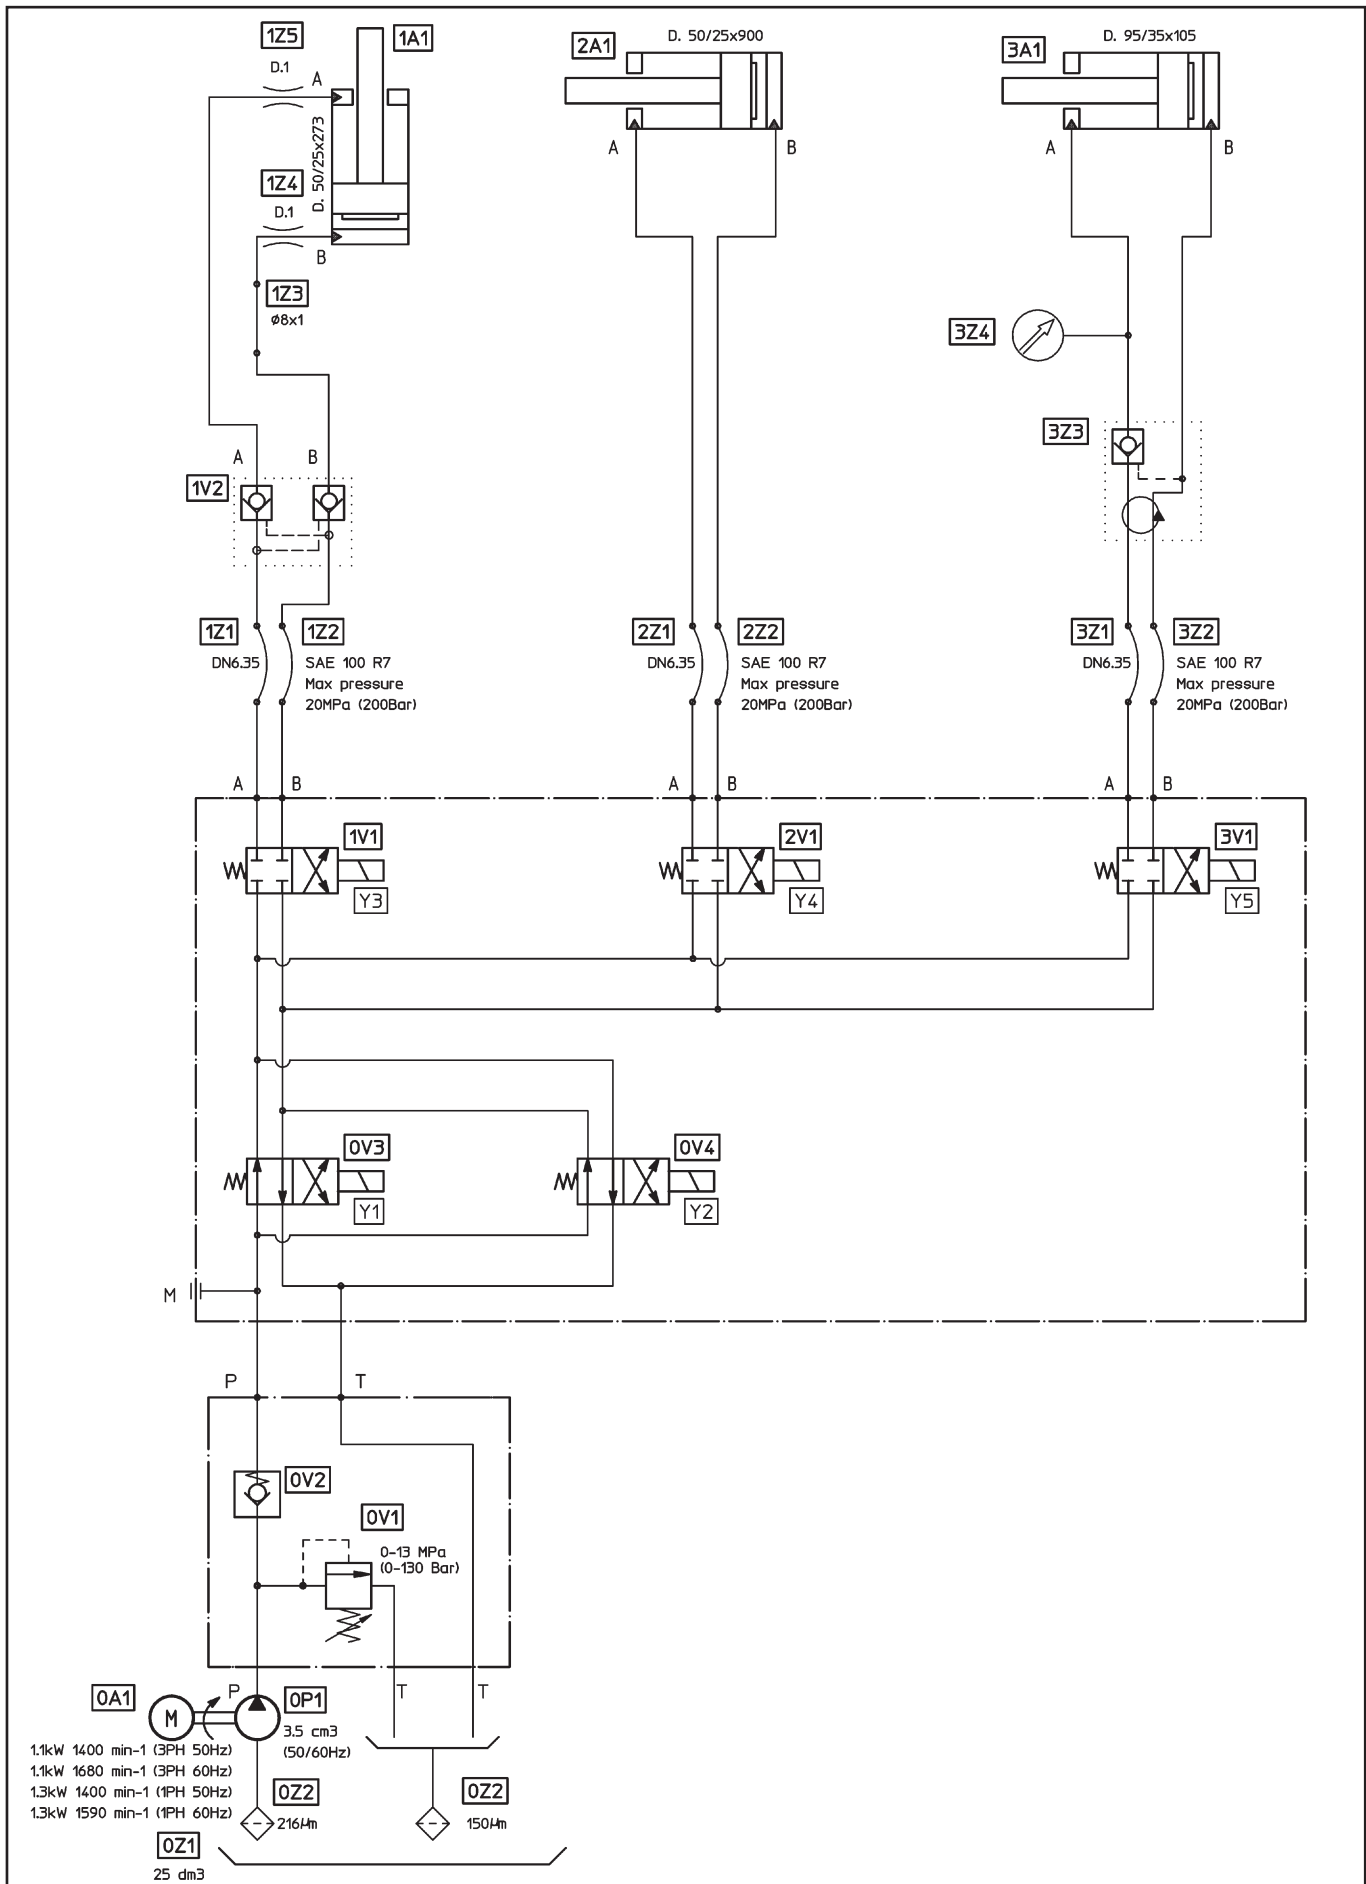 1Z5
1A1
D.1
A
D. 50/25x273
1Z4
D.1
B
1Z3
Ø8x1
A
B
1V2
1Z1
1Z2
DN6.35
SAE 100 R7
Max pressure
20MPa (200Bar)
A
B
2A1
D. 50/25x900
A
B
2Z1
2Z2
DN6.35
SAE 100 R7
Max pressure
20MPa (200Bar)
A
B
3A1
D. 95/35x105
A
B
3Z4
3Z3
3Z1
3Z2
DN6.35
SAE 100 R7
Max pressure
20MPa (200Bar)
A
B
1V1
Y3
2V1
Y4
3V1
Y5
0V3
Y1
0V4
Y2
M
P
T
0V2
0V1
0-13 MPa
(0-130 Bar)
0A1
P
M
0P1
T
T
3.5 cm3
(50/60Hz)
1.1kW 1400 min-1 (3PH 50Hz)
1.1kW 1680 min-1 (3PH 60Hz)
1.3kW 1400 min-1 (1PH 50Hz)
1.3kW 1590 min-1 (1PH 60Hz)
0Z2
216µm
0Z2
150µm
0Z1
25 dm3